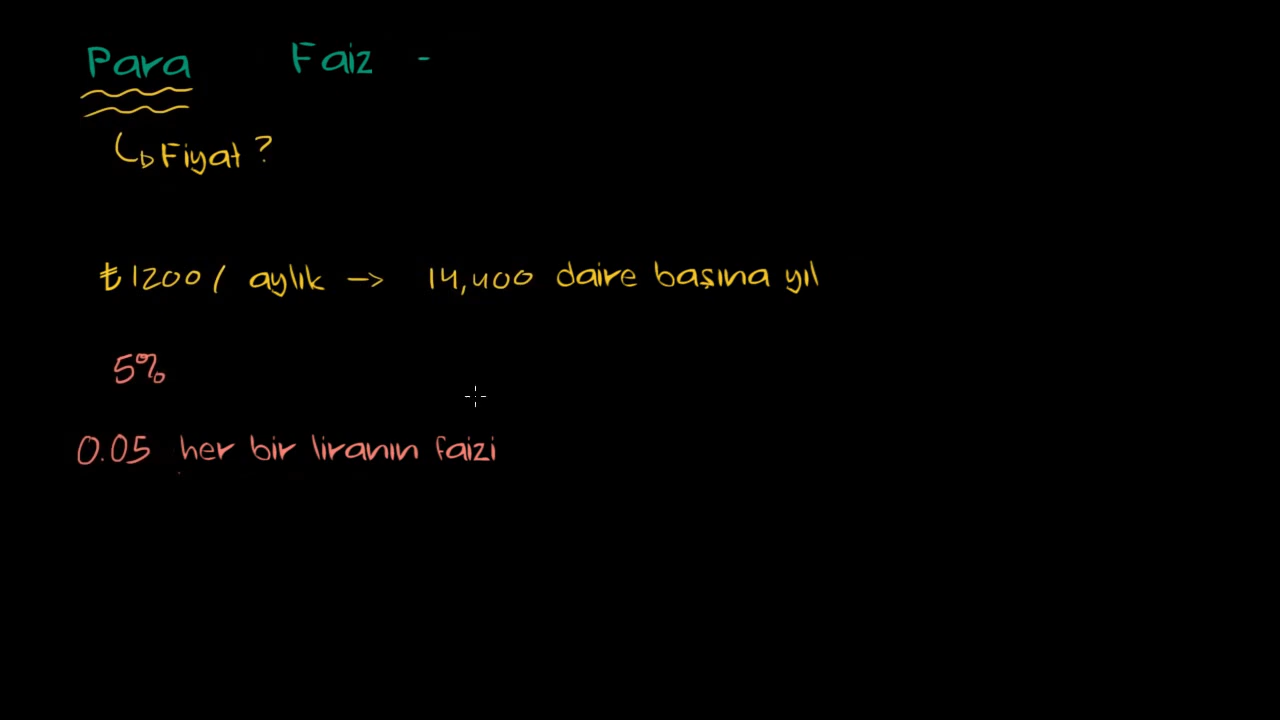 Para Faiz -
Fiyat ?
₺1200/ aylık -> 14,400 daire başına yıl
5%
0.05 her bir liranın faizi